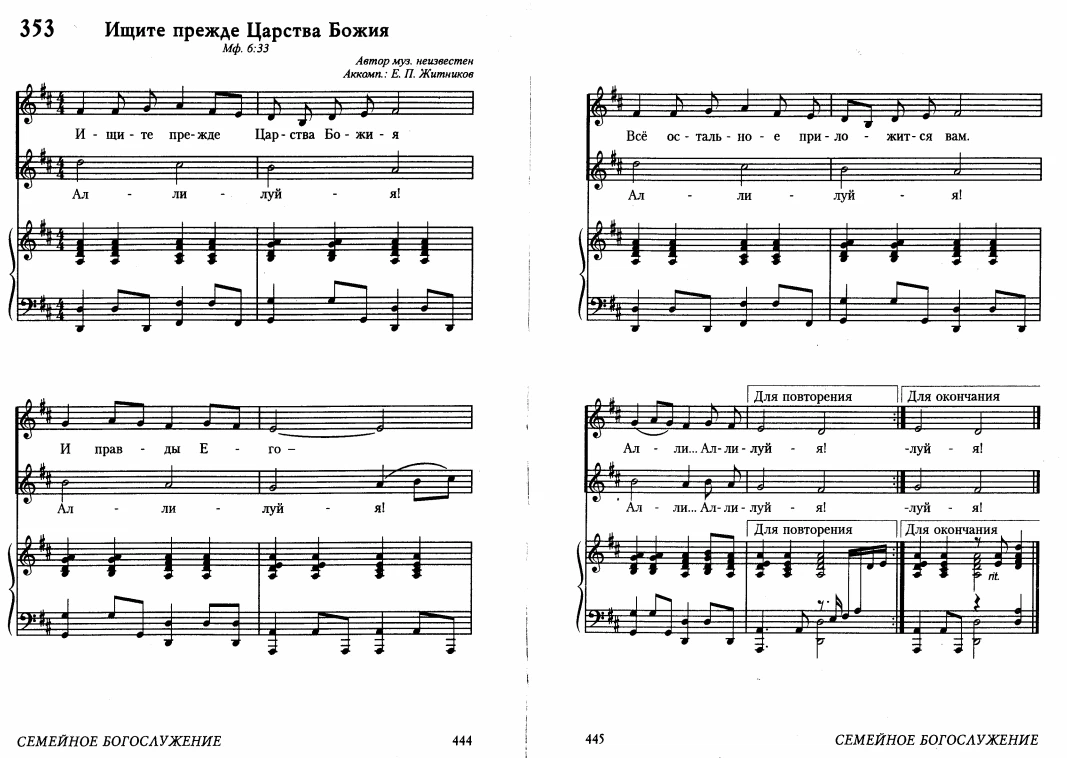 353 Ищите прежде Царства Божия
Мф. 6:33
Автор муз. неизвестен
Аккомп.: Е. П. Житников
И - щи - те пре-жде Цар-ства Бо-жи-я
Ал - ли - луй - я!
И прав - ды Е - го –
Ал - ли - луй - я!
СЕМЕЙНОЕ БОГОСЛУЖЕНИЕ 444
Всё ос - таль - но - е при - ло - жит-ся вам.
Ал - ли - луй - я!
Для повторения Для окончания
Ал - ли... Ал-ли - луй - я! -луй - я!
Ал - ли... Ал-ли - луй - я! -луй - я!
Для повторения Для окончания
rit.
445 СЕМЕЙНОЕ БОГОСЛУЖЕНИЕ